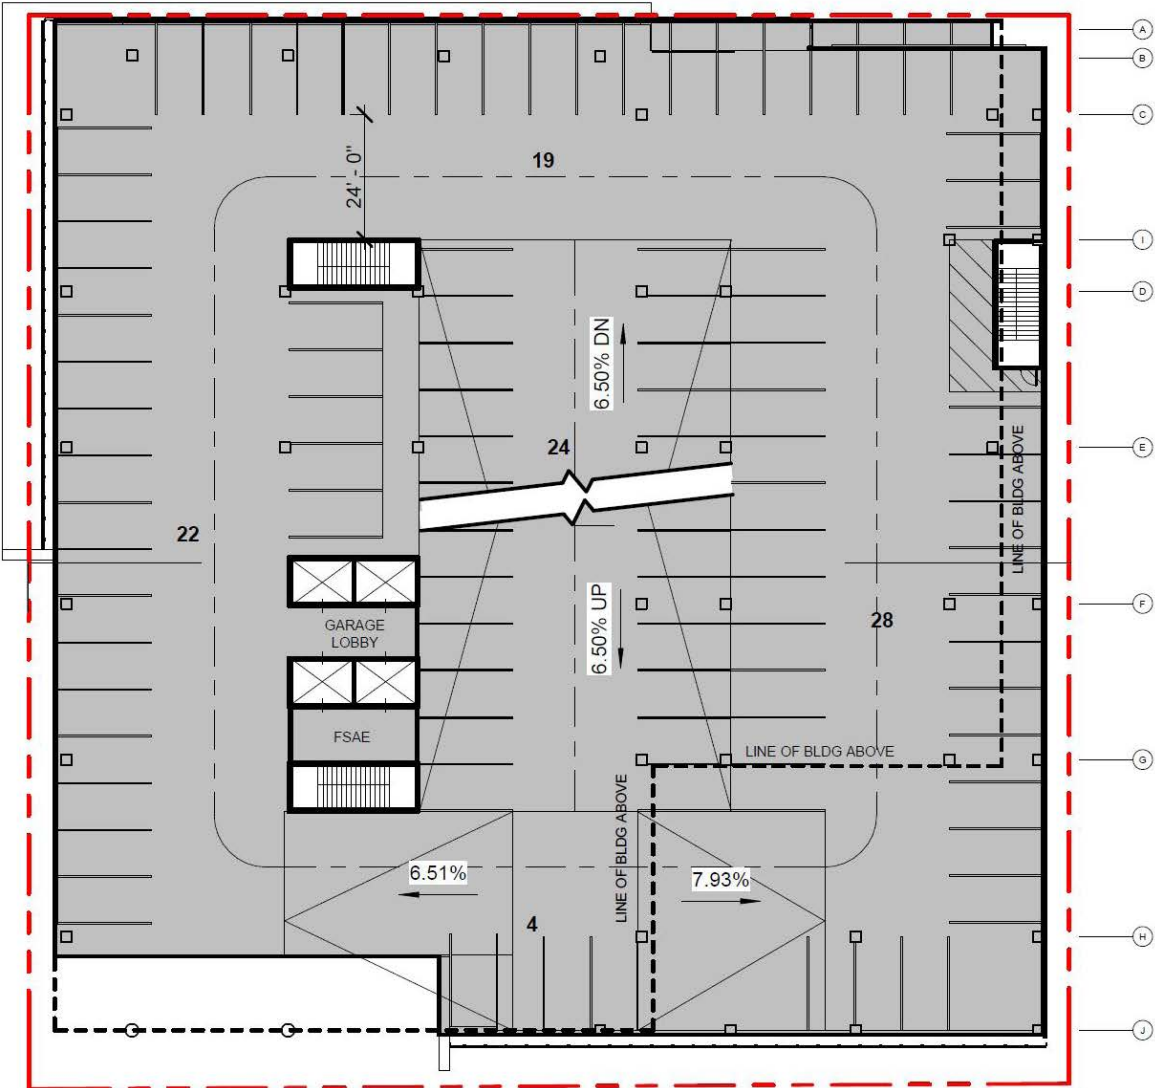 A
B
C
19
24' - 0"
I
D
6.50% DN
24
E
LINE OF BLDG ABOVE
22
F
6.50% UP
28
GARAGE
LOBBY
FSAE
LINE OF BLDG ABOVE
G
LINE OF BLDG ABOVE
6.51%
7.93%
4
H
J